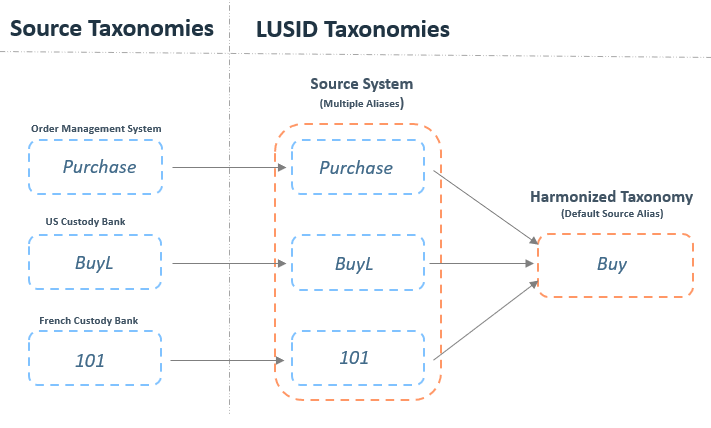 Source Taxonomies
LUSID Taxonomies
Source System
(Multiple Aliases)
Order Management System
Purchase
Purchase
Harmonized Taxonomy
(Default Source Alias)
US Custody Bank
BuyL
BuyL
Buy
French Custody Bank
101
101